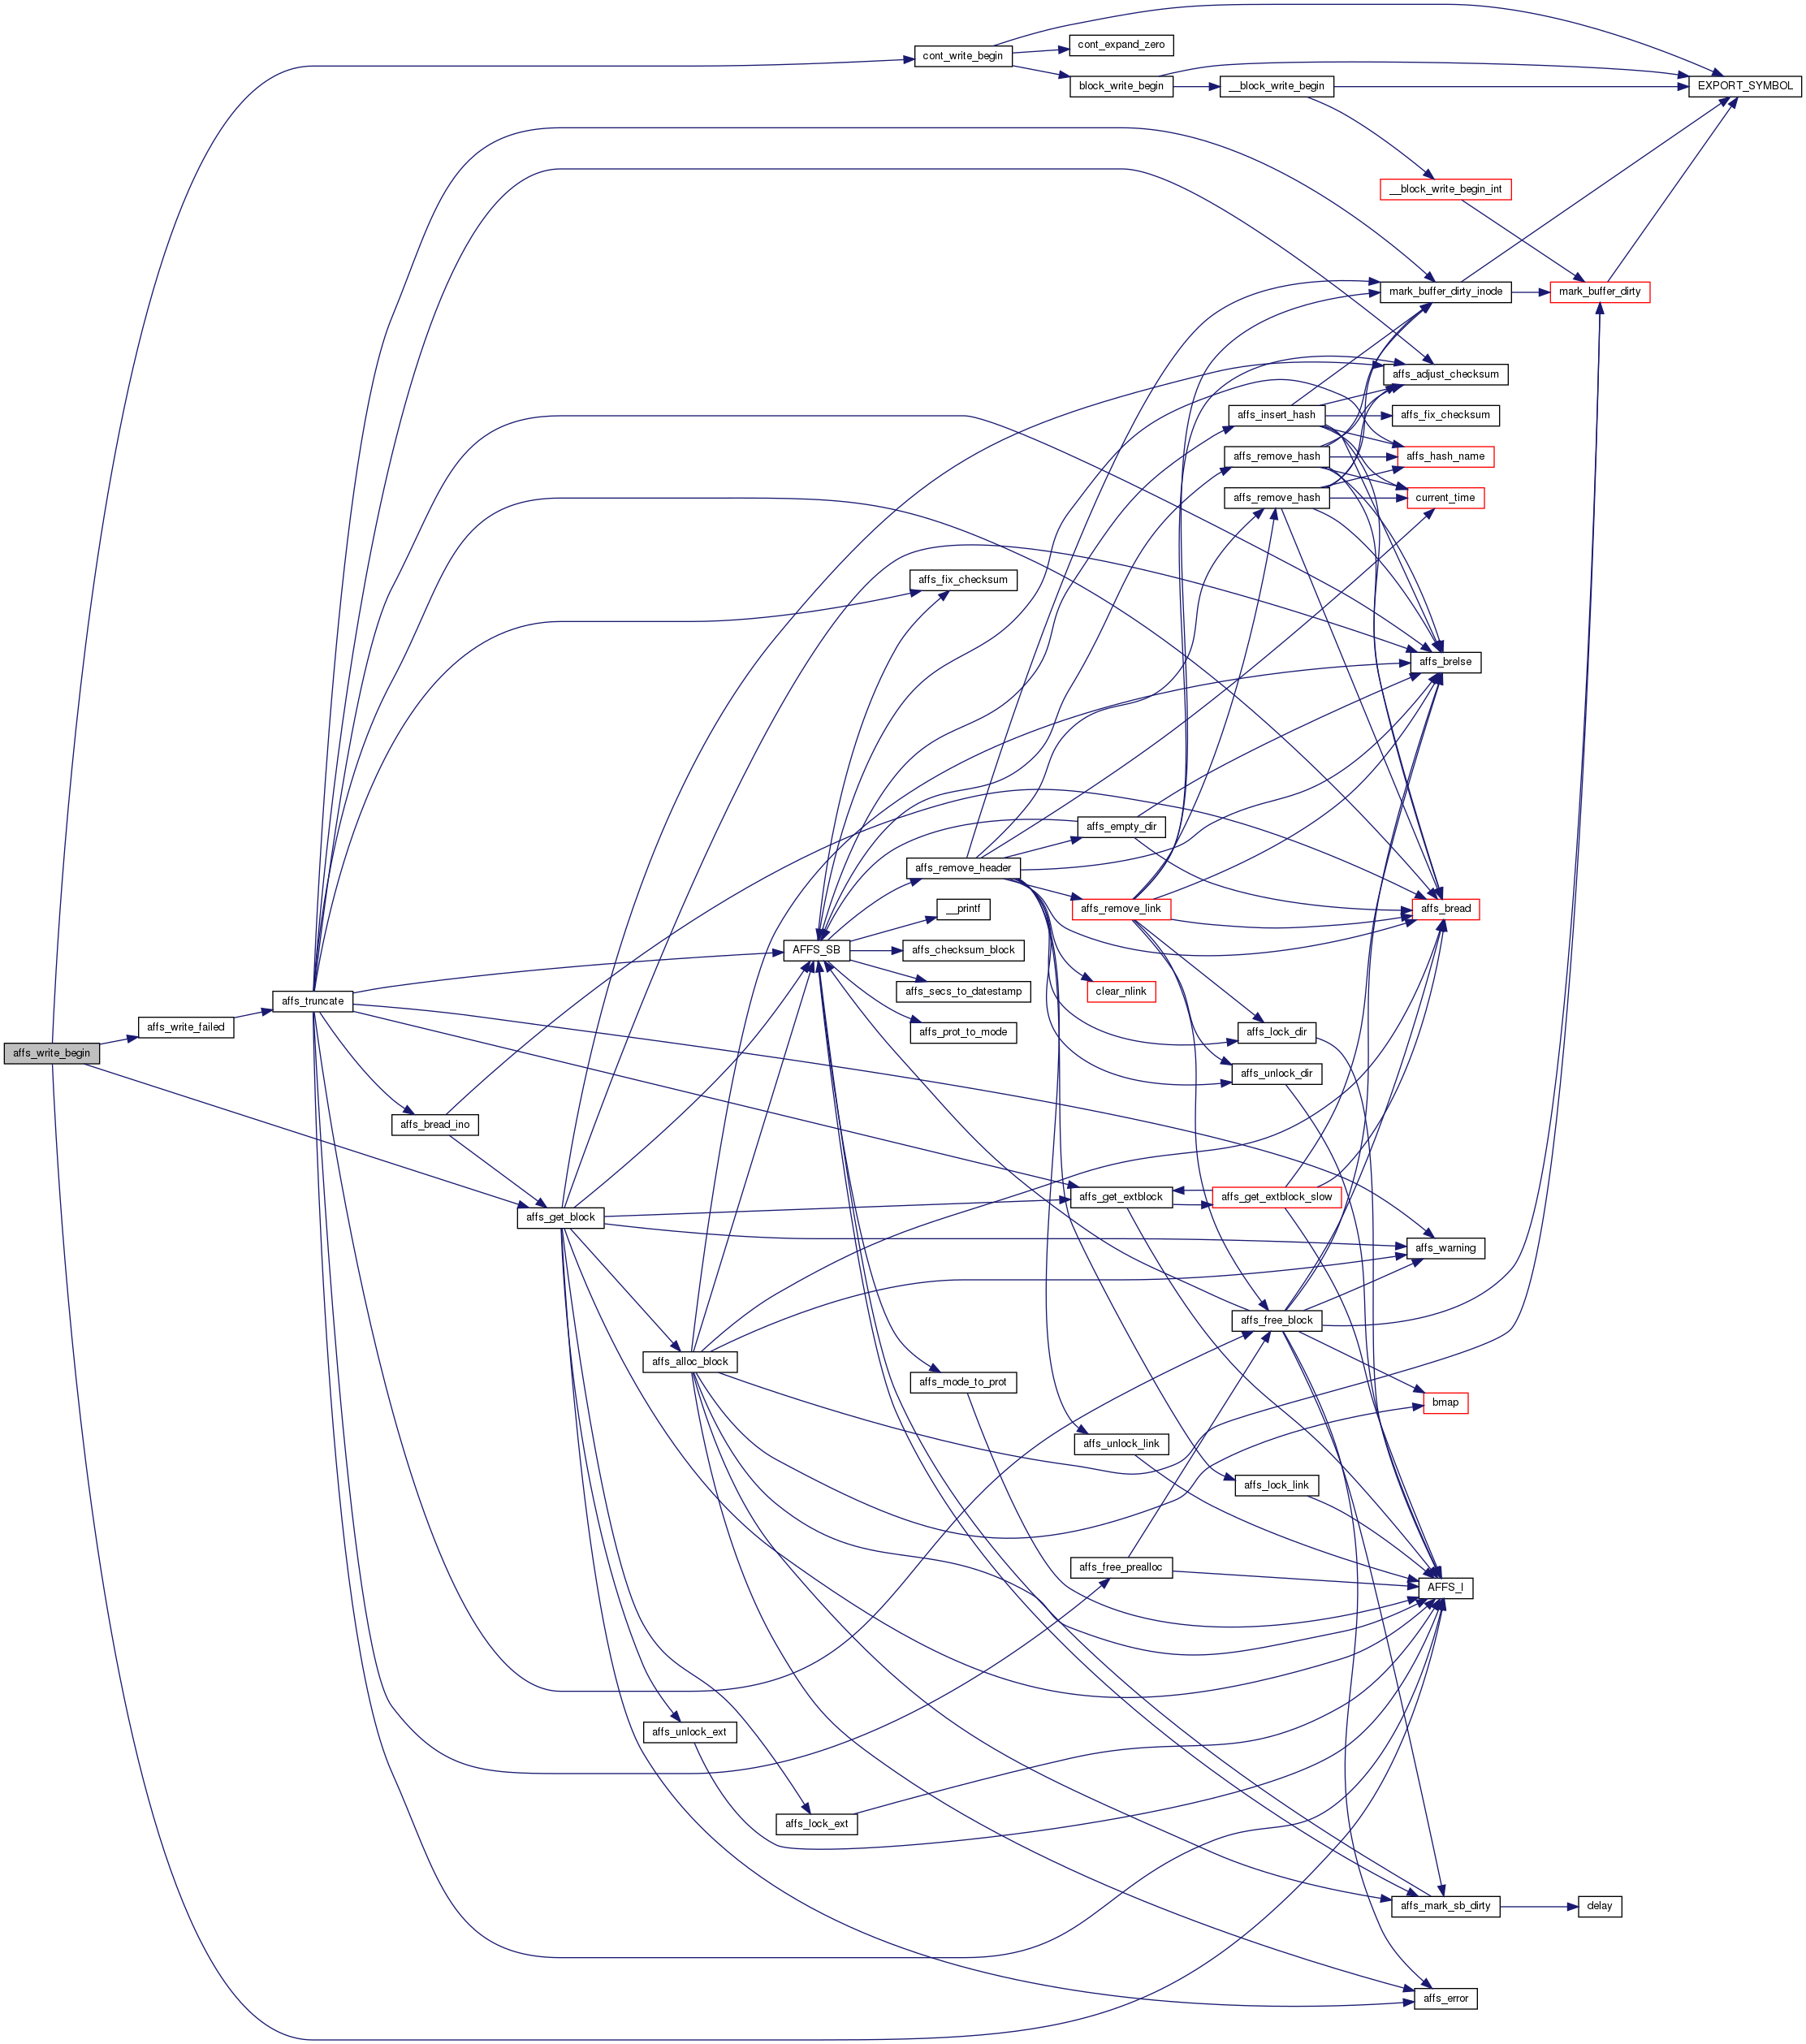 cont_write_begin
cont_expand_zero
block_write_begin
__block_write_begin
EXPORT_SYMBOL
__block_write_begin_int
mark_buffer_dirty_inode
mark_buffer_dirty
affs_adjust_checksum
affs_insert_hash
affs_fix_checksum
affs_remove_hash
affs_hash_name
affs_remove_hash
current_time
affs_fix_checksum
affs_brelse
affs_empty_dir
affs_remove_header
__printf
affs_remove_link
affs_bread
AFFS_SB
affs_checksum_block
affs_secs_to_datestamp
clear_nlink
affs_truncate
affs_write_failed
affs_prot_to_mode
affs_lock_dir
affs_write_begin
affs_unlock_dir
affs_bread_ino
affs_get_extblock
affs_get_extblock_slow
affs_get_block
affs_warning
affs_free_block
affs_alloc_block
affs_mode_to_prot
bmap
affs_unlock_link
affs_lock_link
affs_free_prealloc
AFFS_I
affs_unlock_ext
affs_lock_ext
affs_mark_sb_dirty
delay
affs_error